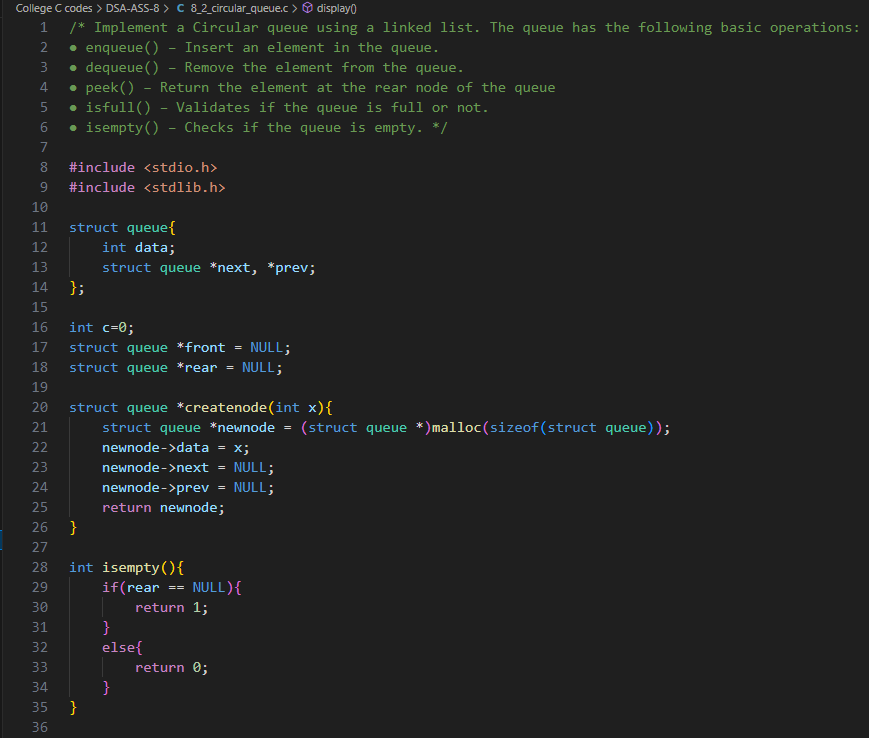 College C codes > DSA-ASS-8 > C 8_2_circular_queue.c > display()
1 /* Implement a Circular queue using a linked list. The queue has the following basic operations:
2 ● enqueue() – Insert an element in the queue.
3 ● dequeue() – Remove the element from the queue.
4 ● peek() – Return the element at the rear node of the queue
5 ● isfull() – Validates if the queue is full or not.
6 ● isempty() – Checks if the queue is empty. */
7
8 #include <stdio.h>
9 #include <stdlib.h>
10
11 struct queue{
12     int data;
13     struct queue *next, *prev;
14 };
15
16 int c=0;
17 struct queue *front = NULL;
18 struct queue *rear = NULL;
19
20 struct queue *createnode(int x){
21     struct queue *newnode = (struct queue *)malloc(sizeof(struct queue));
22     newnode->data = x;
23     newnode->next = NULL;
24     newnode->prev = NULL;
25     return newnode;
26 }
27
28 int isempty(){
29     if(rear == NULL){
30         return 1;
31     }
32     else{
33         return 0;
34     }
35 }
36